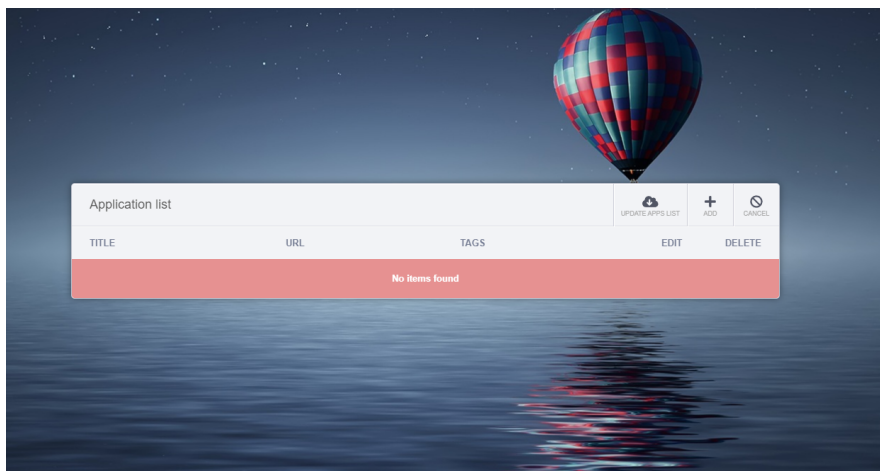 Application list
UPDATE APPS LIST
ADD
CANCEL
TITLE URL TAGS EDIT DELETE
No items found